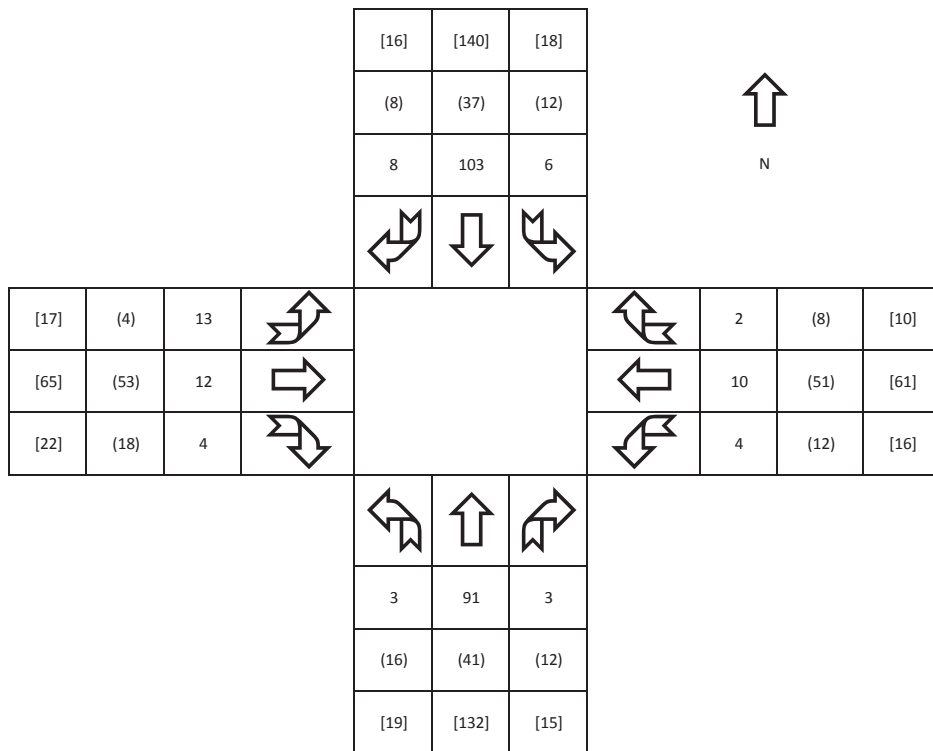 [16] [140] [18]
(8) (37) (12)
8 103 6
N
[17] (4) 13 2 (8) [10]
[65] (53) 12 10 (51) [61]
[22] (18) 4 4 (12) [16]
3 91 3
(16) (41) (12)
[19] [132] [15]